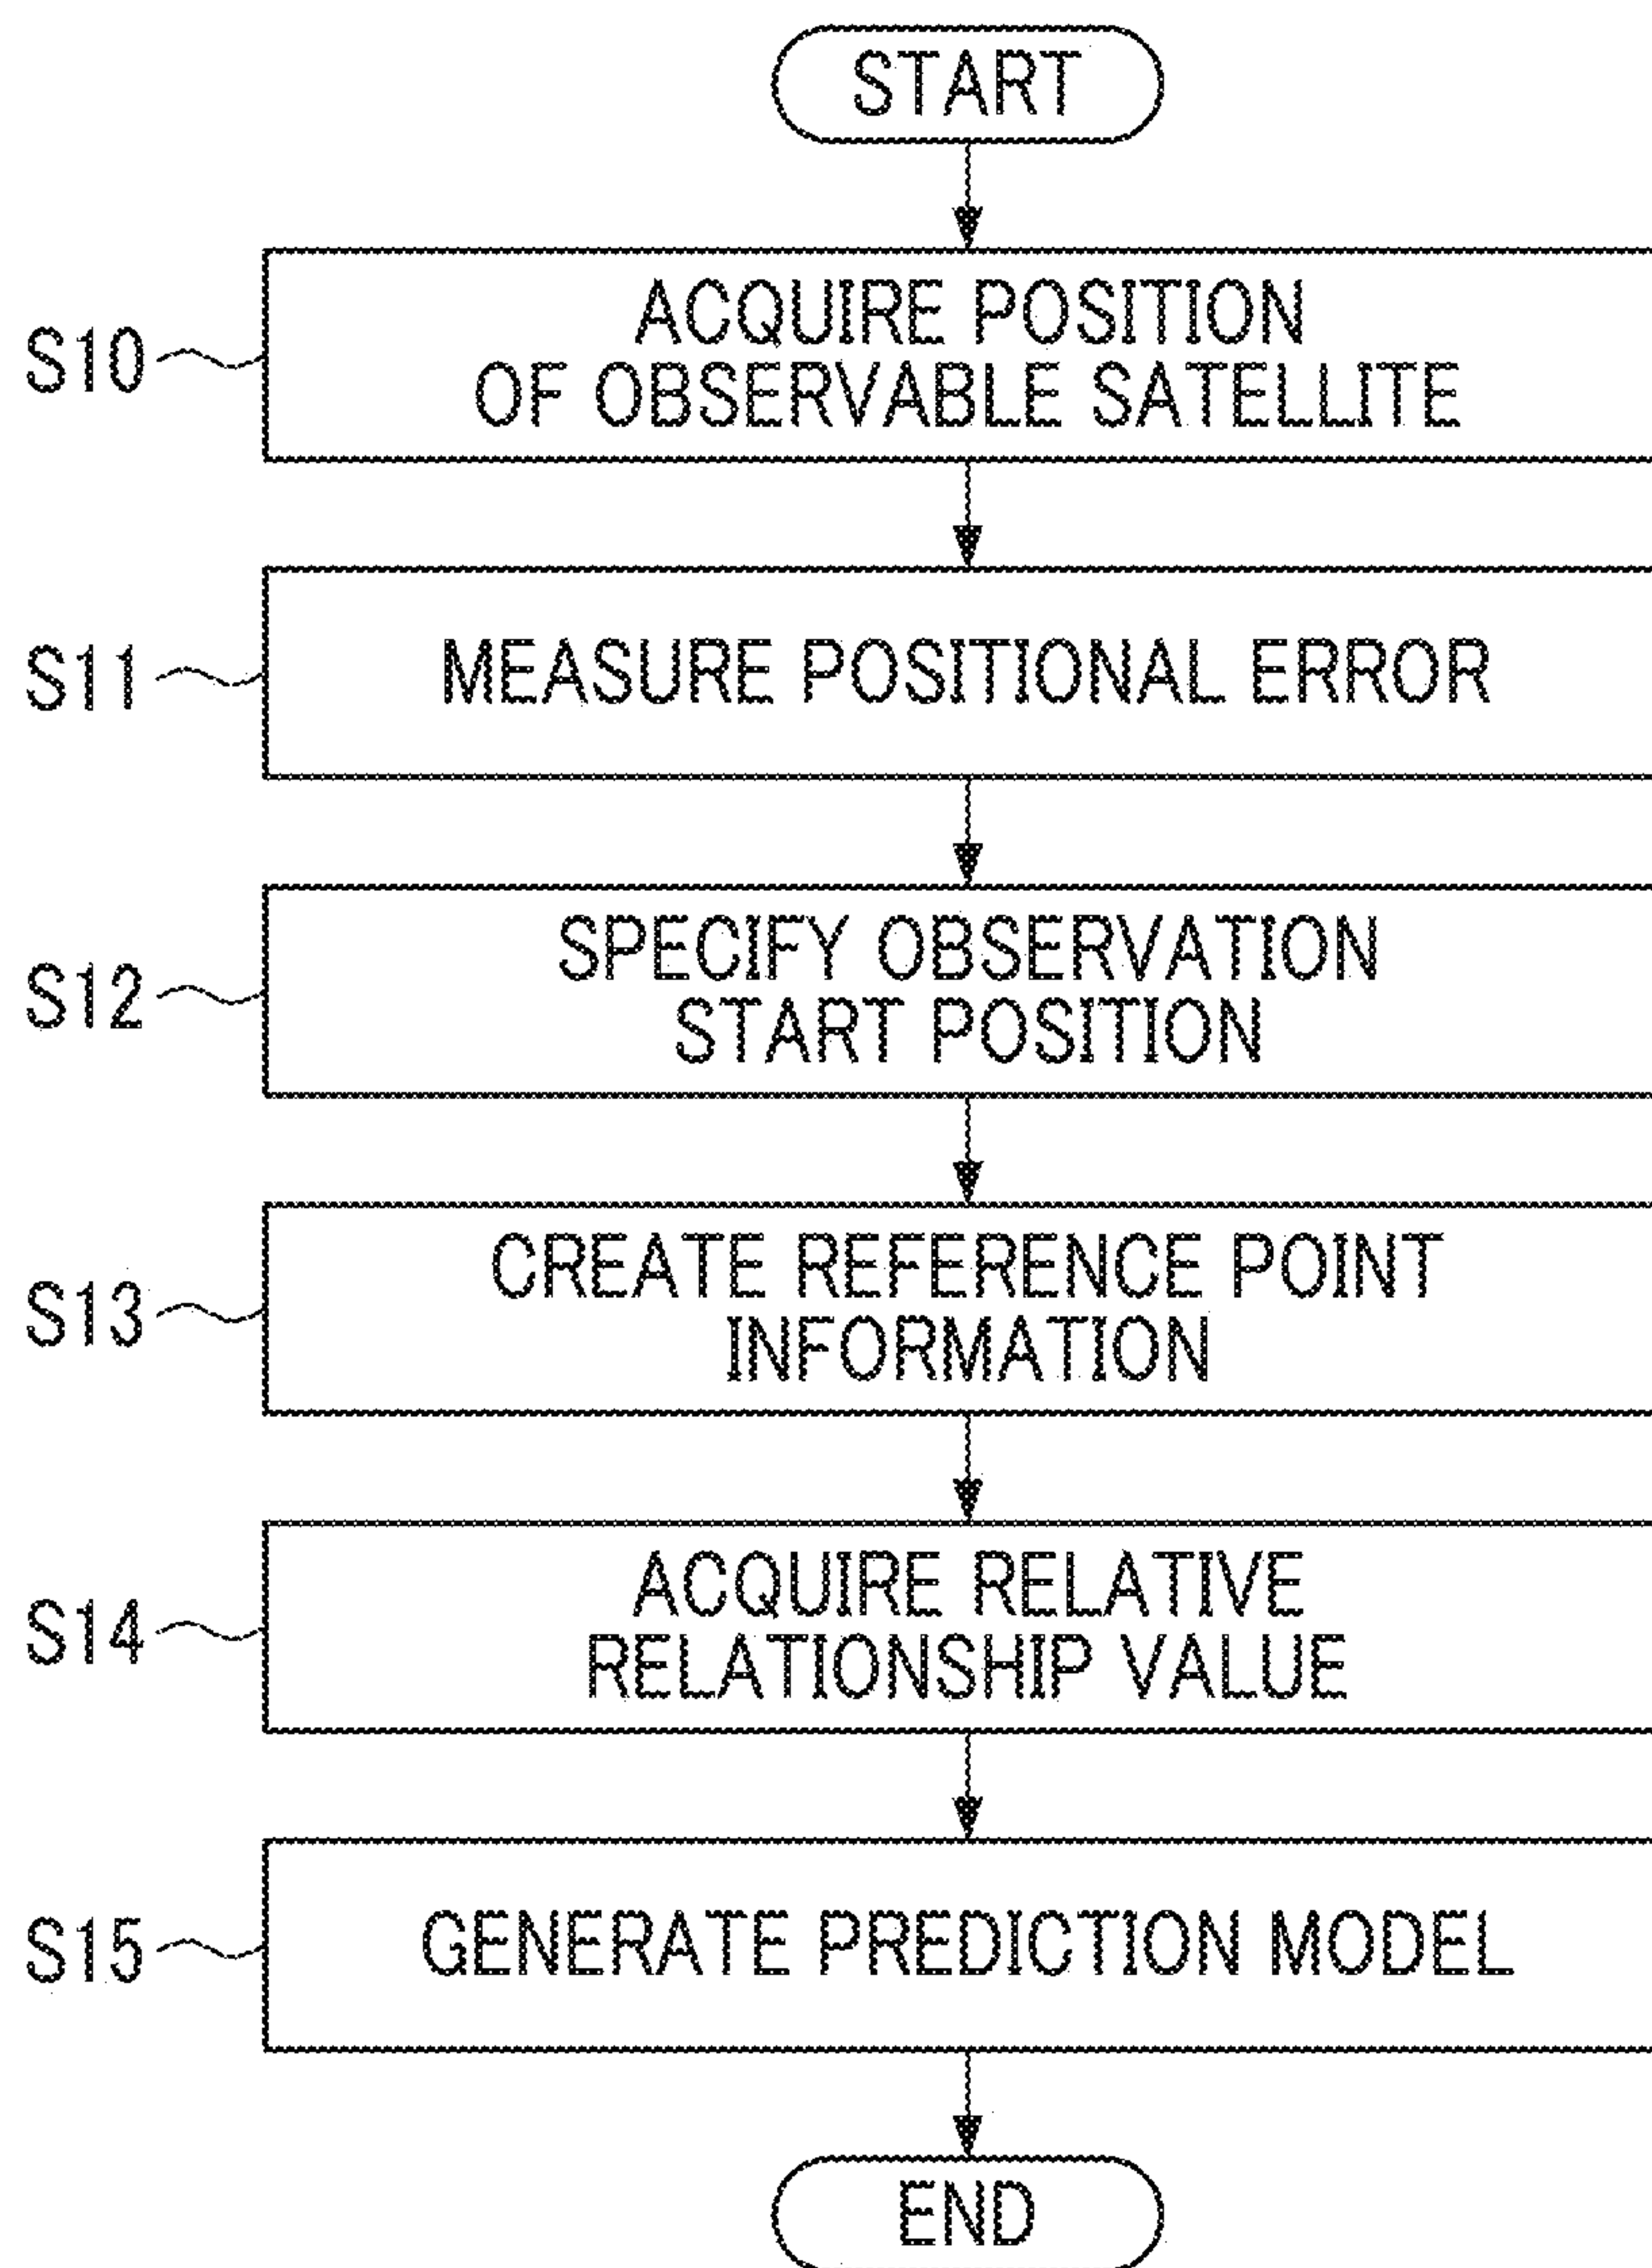 START
S10
ACQUIRE POSITION
OF OBSERVABLE SATELLITE
S11
MEASURE POSITIONAL ERROR
S12
SPECIFY OBSERVATION
START POSITION
S13
CREATE REFERENCE POINT
INFORMATION
S14
ACQUIRE RELATIVE
RELATIONSHIP VALUE
S15
GENERATE PREDICTION MODEL
END